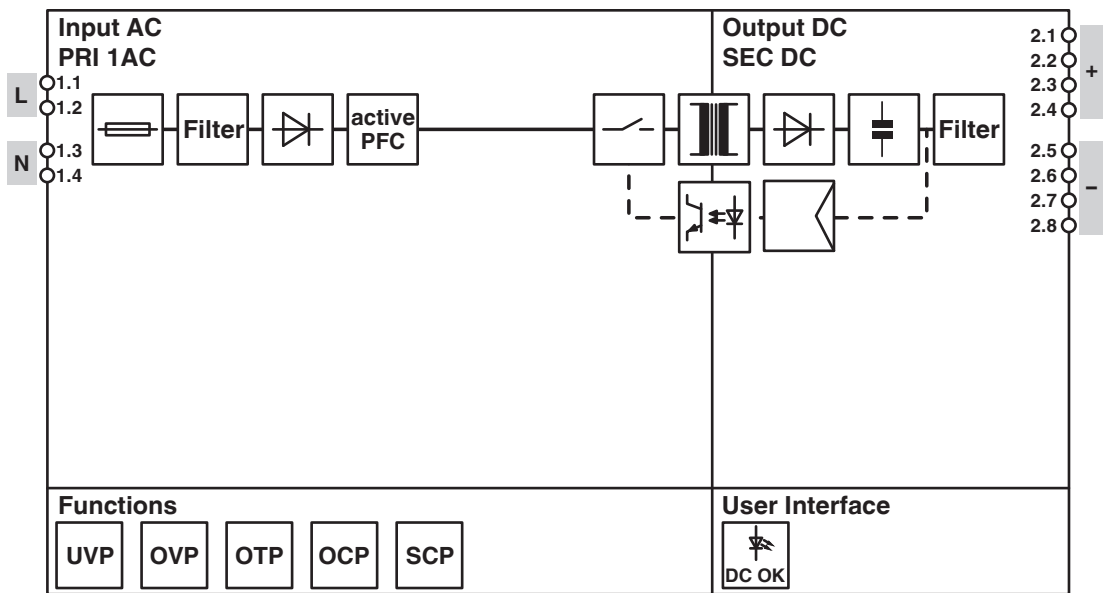 Input AC
PRI 1AC
Output DC
SEC DC
L
1.1
1.2
N
1.3
1.4
Filter
active
PFC
Filter
2.1
2.2
2.3
2.4
+
2.5
2.6
2.7
2.8
–
Functions
UVP
OVP
OTP
OCP
SCP
User Interface
DC OK